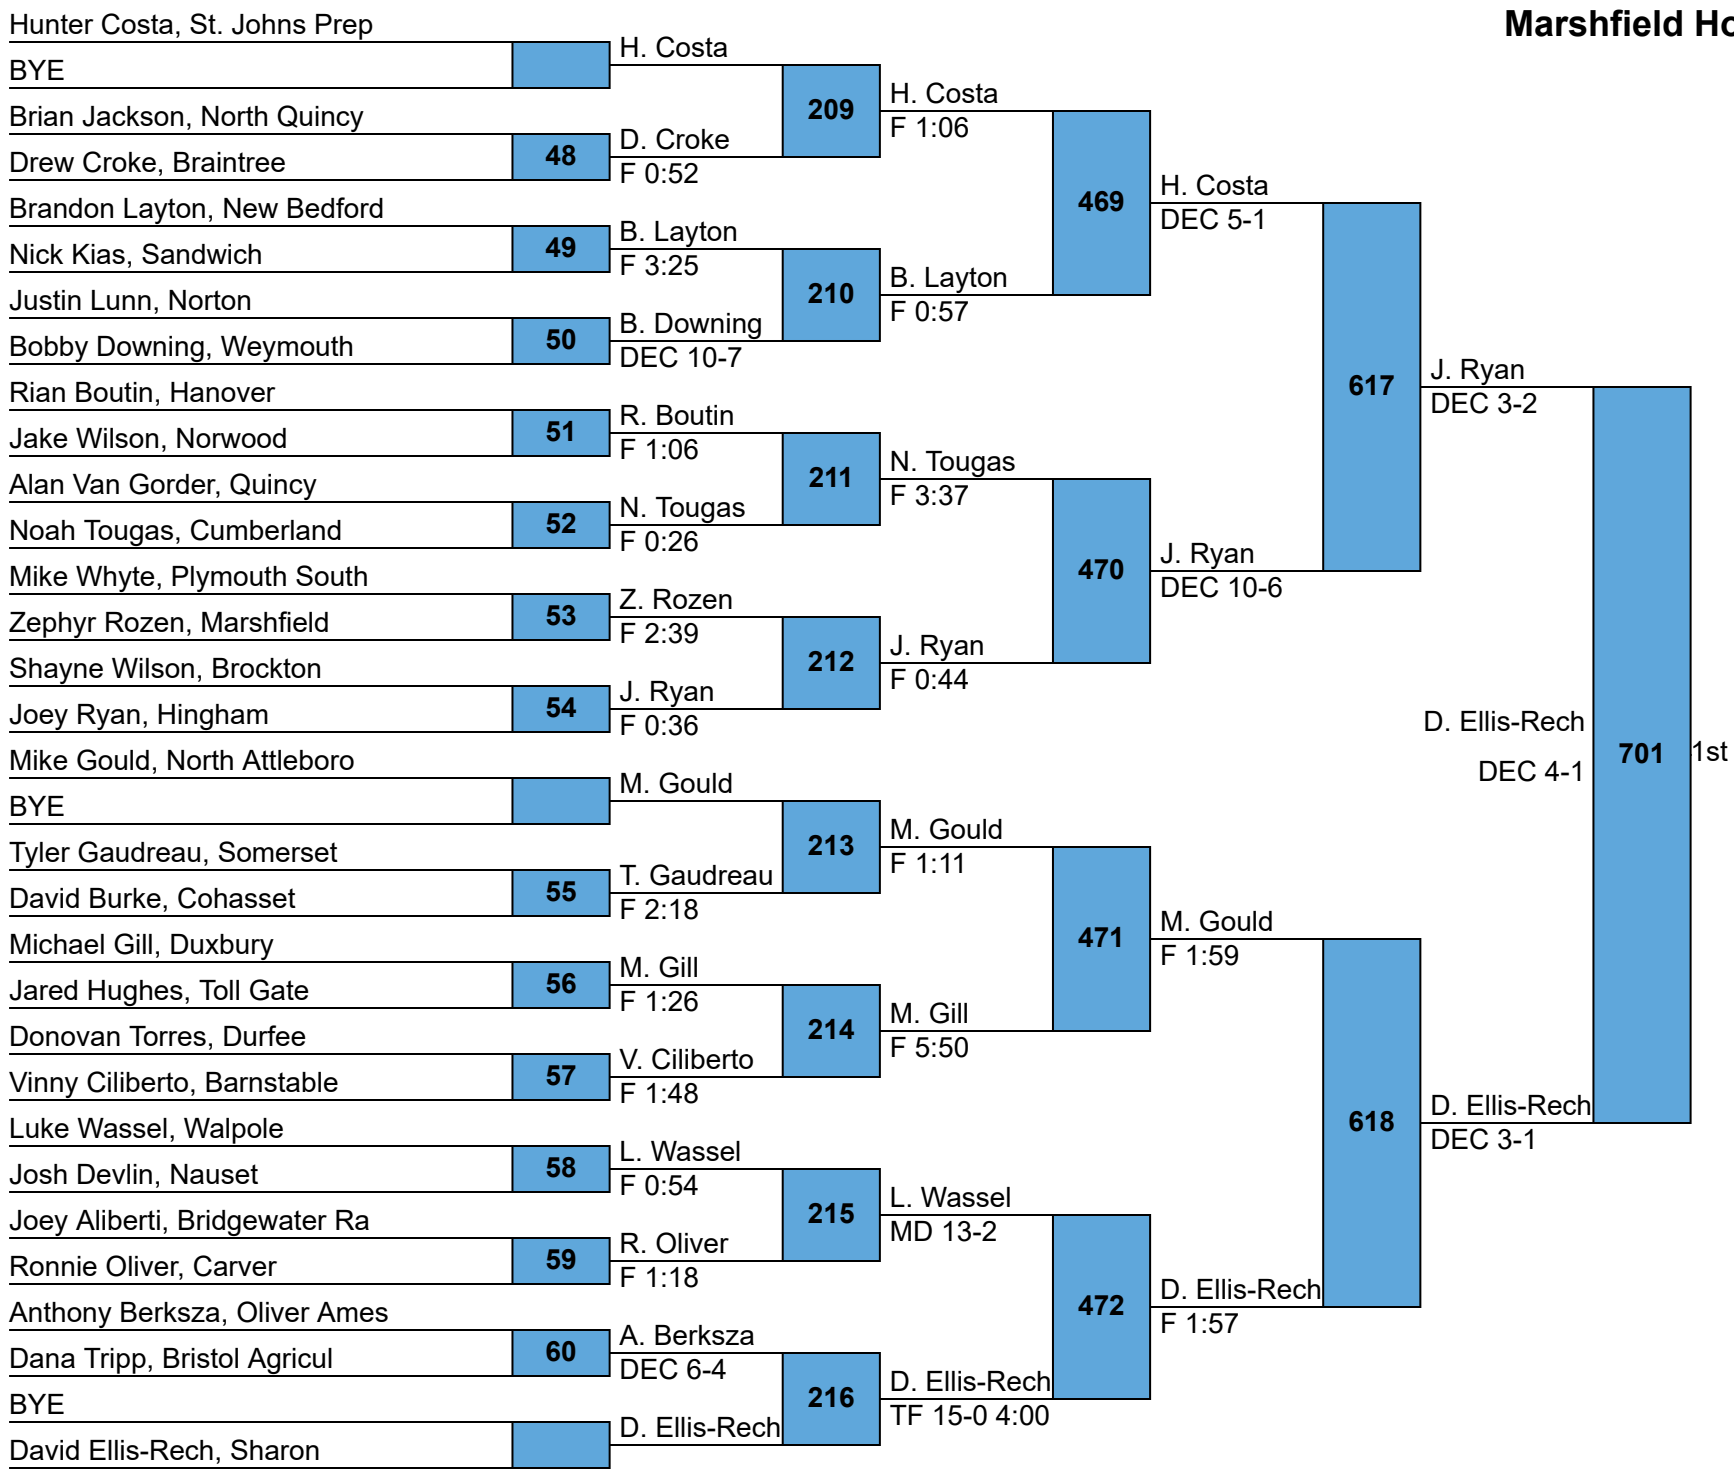 Marshfield Ho
Hunter Costa, St. Johns Prep
BYE
Brian Jackson, North Quincy
Drew Croke, Braintree
Brandon Layton, New Bedford
Nick Kias, Sandwich
Justin Lunn, Norton
Bobby Downing, Weymouth
Rian Boutin, Hanover
Jake Wilson, Norwood
Alan Van Gorder, Quincy
Noah Tougas, Cumberland
Mike Whyte, Plymouth South
Zephyr Rozen, Marshfield
Shayne Wilson, Brockton
Joey Ryan, Hingham
Mike Gould, North Attleboro
BYE
Tyler Gaudreau, Somerset
David Burke, Cohasset
Michael Gill, Duxbury
Jared Hughes, Toll Gate
Donovan Torres, Durfee
Vinny Ciliberto, Barnstable
Luke Wassel, Walpole
Josh Devlin, Nauset
Joey Aliberti, Bridgewater Ra
Ronnie Oliver, Carver
Anthony Berksza, Oliver Ames
Dana Tripp, Bristol Agricul
BYE
David Ellis-Rech, Sharon
48
49
50
51
52
53
54
55
56
57
58
59
60
H. Costa
D. Croke
F 0:52
B. Layton
F 3:25
B. Downing
DEC 10-7
R. Boutin
F 1:06
N. Tougas
F 0:26
Z. Rozen
F 2:39
J. Ryan
F 0:36
M. Gould
T. Gaudreau
F 2:18
M. Gill
F 1:26
V. Ciliberto
F 1:48
L. Wassel
F 0:54
R. Oliver
F 1:18
A. Berksza
DEC 6-4
D. Ellis-Rech
209
210
211
212
213
214
215
216
H. Costa
F 1:06
B. Layton
F 0:57
N. Tougas
F 3:37
J. Ryan
F 0:44
M. Gould
F 1:11
M. Gill
F 5:50
L. Wassel
MD 13-2
D. Ellis-Rech
TF 15-0 4:00
469
470
471
472
H. Costa
DEC 5-1
J. Ryan
DEC 10-6
M. Gould
F 1:59
D. Ellis-Rech
F 1:57
617
618
J. Ryan
DEC 3-2
D. Ellis-Rech
DEC 3-1
D. Ellis-Rech
DEC 4-1
701
1st